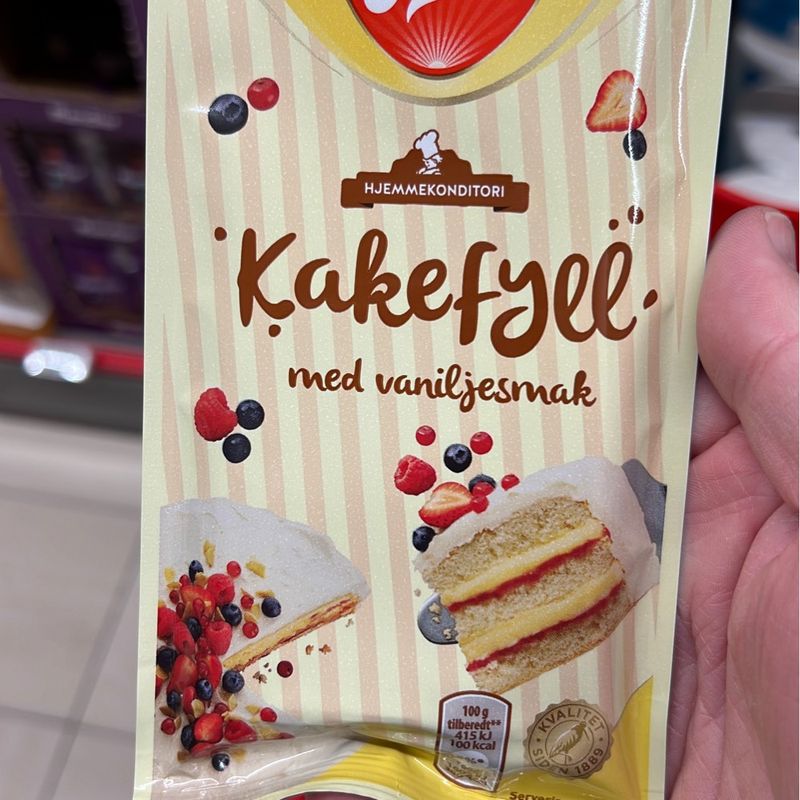 HJEMMEKONDITORI
Kakefyll
med vaniljesmak
100 g
tilberedt**
415 kJ
100 kcal
KVALITET
SIDEN 1889